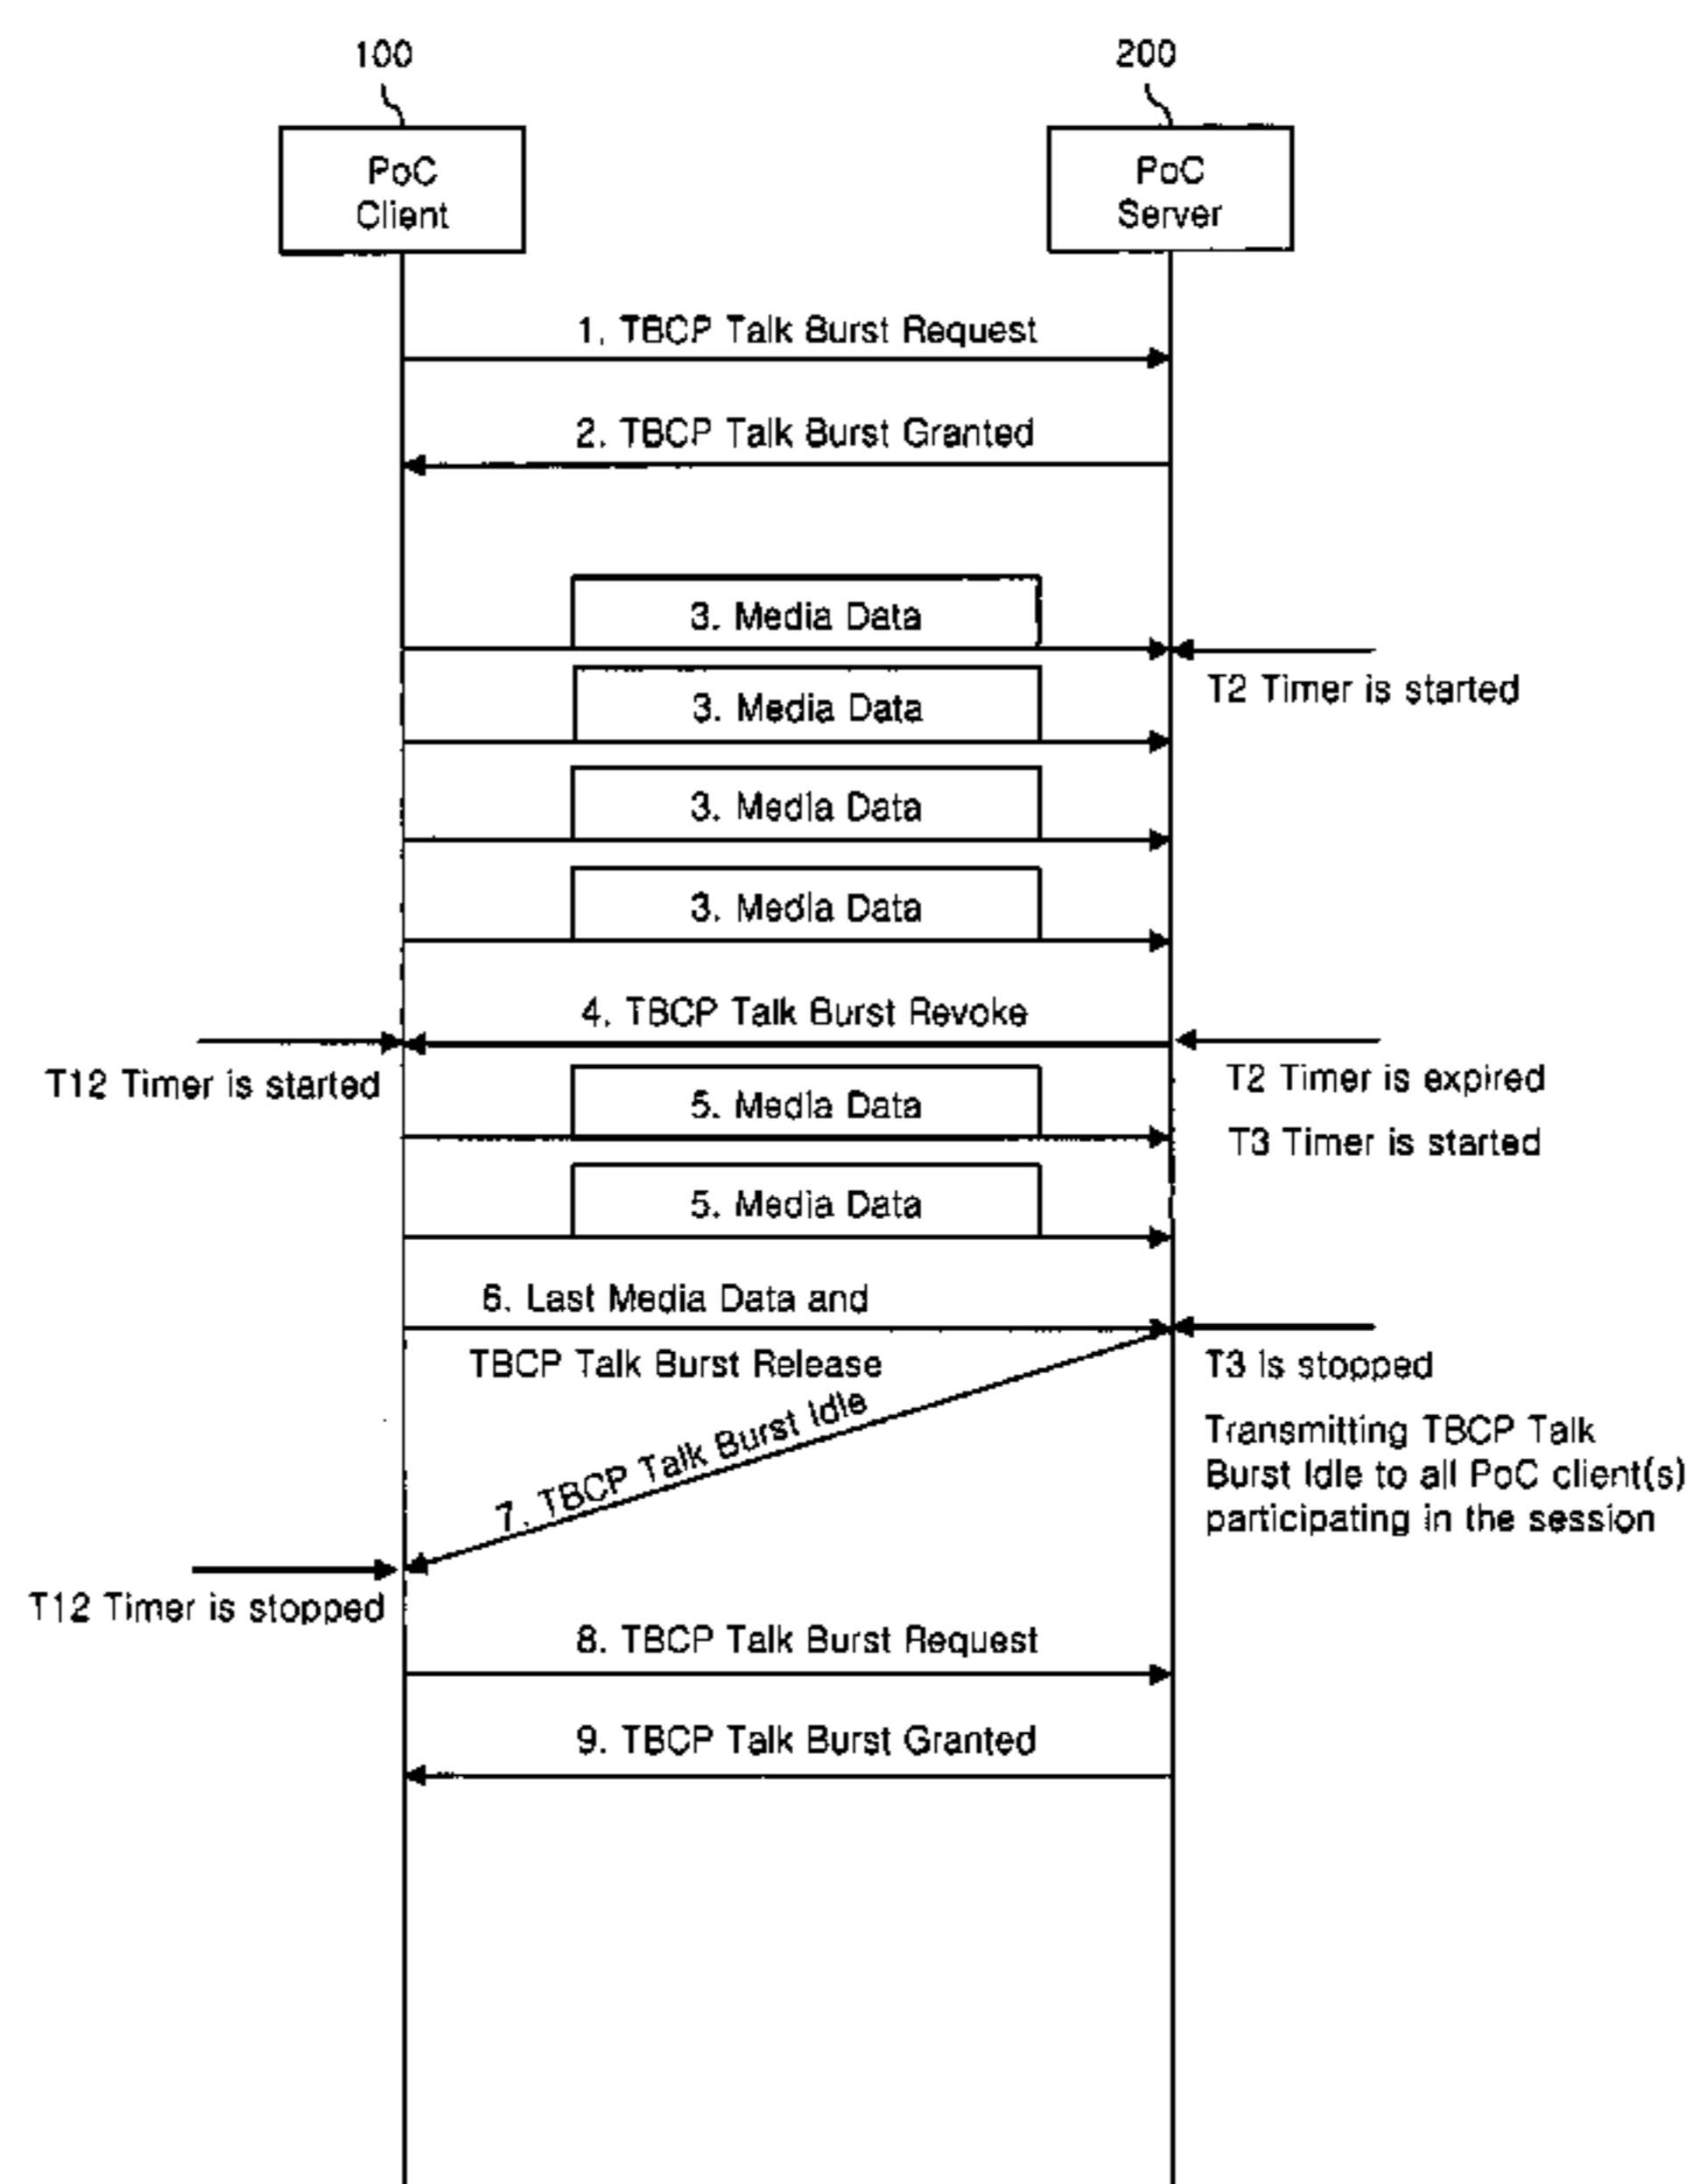 100
200
PoC
Client
PoC
Server
1. TBCP Talk Burst Request
2. TBCP Talk Burst Granted
3. Media Data
T2 Timer is started
3. Media Data
3. Media Data
3. Media Data
4. TBCP Talk Burst Revoke
T12 Timer is started
T2 Timer is expired
5. Media Data
T3 Timer is started
5. Media Data
6. Last Media Data and
TBCP Talk Burst Release
T3 is stopped
7. TBCP Talk Burst Idle
Transmitting TBCP Talk
Burst Idle to all PoC client(s)
participating in the session
T12 Timer is stopped
8. TBCP Talk Burst Request
9. TBCP Talk Burst Granted